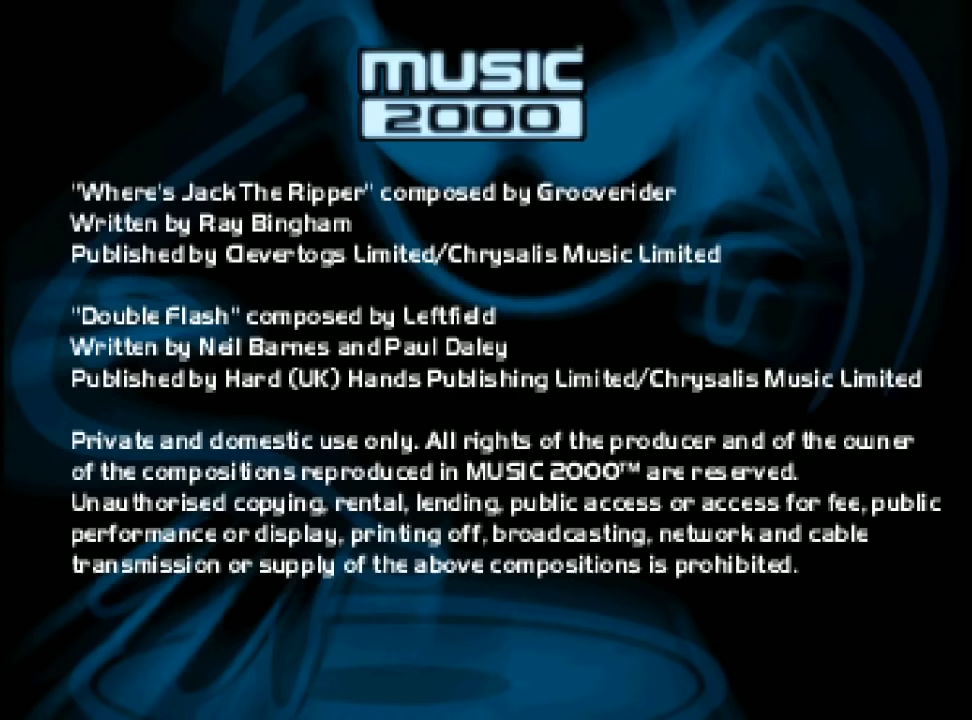 MUSIC
2000
"Where's Jack The Ripper" composed by Grooverider
Written by Ray Bingham
Published by Clevertogs Limited/Chrysalis Music Limited
"Double Flash" composed by Leftfield
Written by Neil Barnes and Paul Daley
Published by Hard (UK) Hands Publishing Limited/Chrysalis Music Limited
Private and domestic use only. All rights of the producer and of the owner
of the compositions reproduced in MUSIC 2000™ are reserved.
Unauthorised copying, rental, lending, public access or access for fee, public
performance or display, printing off, broadcasting, network and cable
transmission or supply of the above compositions is prohibited.